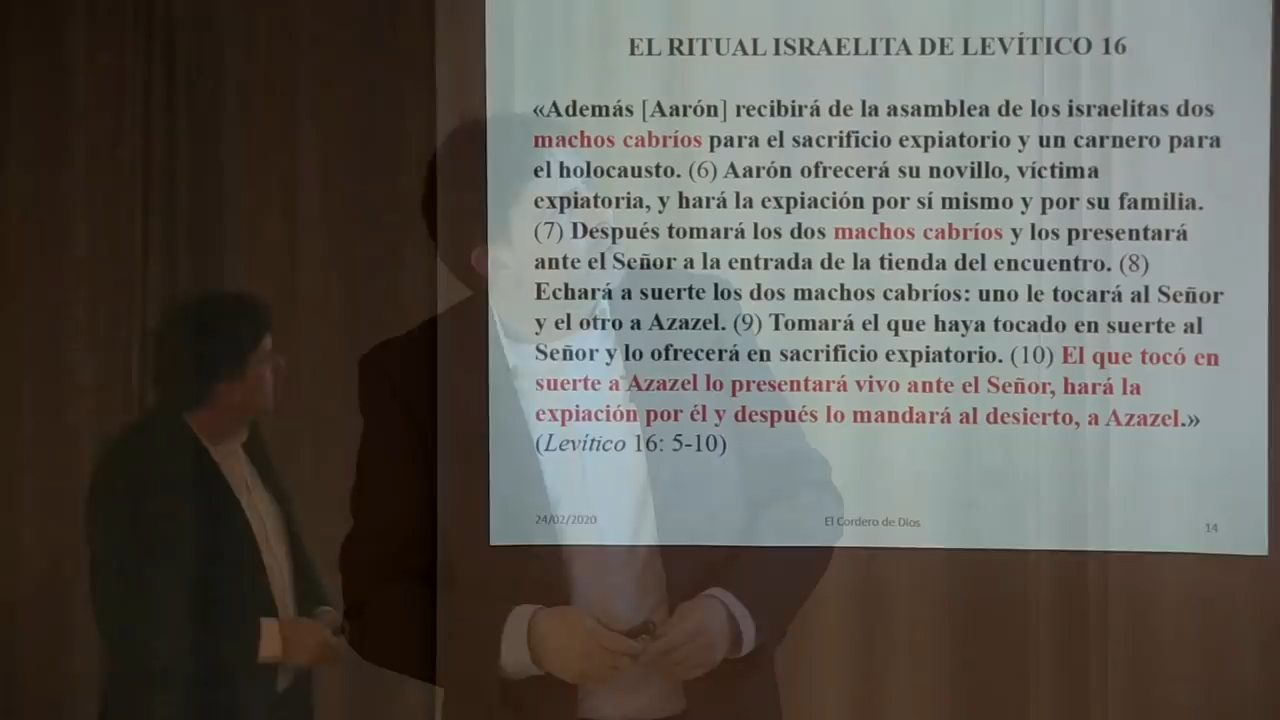 EL RITUAL ISRAELITA DE LEVÍTICO 16
«Además [Aarón] recibirá de la asamblea de los israelitas dos
machos cabríos para el sacrificio expiatorio y un carnero para
el holocausto. (6) Aarón ofrecerá su novillo, víctima
expiatoria, y hará la expiación por sí mismo y por su familia.
(7) Después tomará los dos machos cabríos y los presentará
ante el Señor a la entrada de la tienda del encuentro. (8)
Echará a suerte los dos machos cabríos: uno le tocará al Señor
y el otro a Azazel. (9) Tomará el que haya tocado en suerte al
Señor y lo ofrecerá en sacrificio expiatorio. (10) El que tocó en
suerte a Azazel lo presentará vivo ante el Señor, hará la
expiación por él y después lo mandará al desierto, a Azazel.»
(Levítico 16: 5-10)
24/02/2020
El Cordero de Dios
14